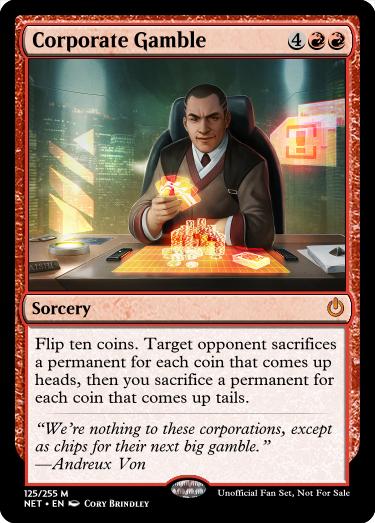 Corporate Gamble 4
Sorcery
Flip ten coins. Target opponent sacrifices
a permanent for each coin that comes up
heads, then you sacrifice a permanent for
each coin that comes up tails.
“We’re nothing to these corporations, except
as chips for their next big gamble.”
—Andreux Von
125/255 M
NET • EN Cory Brindley
Unofficial Fan Set, Not For Sale